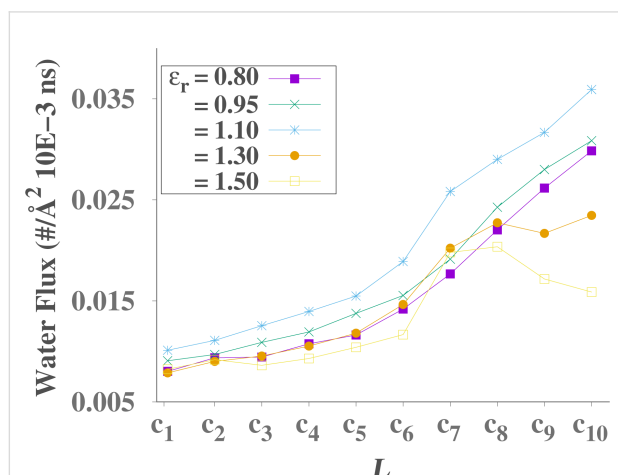 Water Flux (#/Å² 10E−3 ns)
0.035
0.025
0.015
0.005
εᵣ = 0.80
= 0.95
= 1.10
= 1.30
= 1.50
c₁ c₂ c₃ c₄ c₅ c₆ c₇ c₈ c₉ c₁₀
L